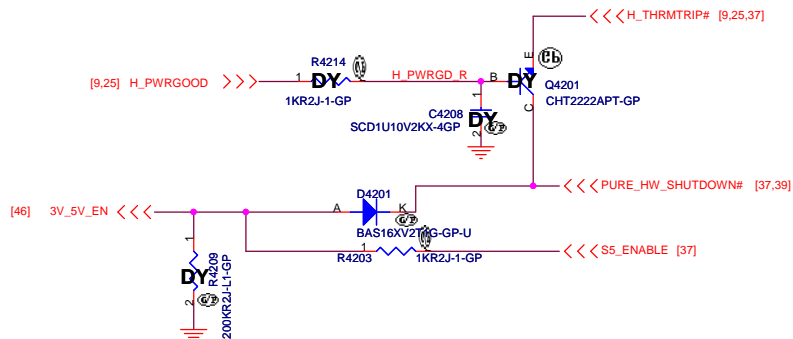 H_THRMTRIP# [9,25,37]
R4214
H_PWRGD_R
E
[9,25] H_PWRGOOD
1
DY
2
B
DY
Q4201
1KR2J-1-GP
CHT2222APT-GP
1
C4208
C
DY
SCD1U10V2KX-4GP
2
D4201
PURE_HW_SHUTDOWN# [37,39]
[46] 3V_5V_EN
A
K
BAS16XV2T1G-GP-U
1
R4203
1KR2J-1-GP
S5_ENABLE [37]
1
DY
R4209
2
200KR2J-L1-GP